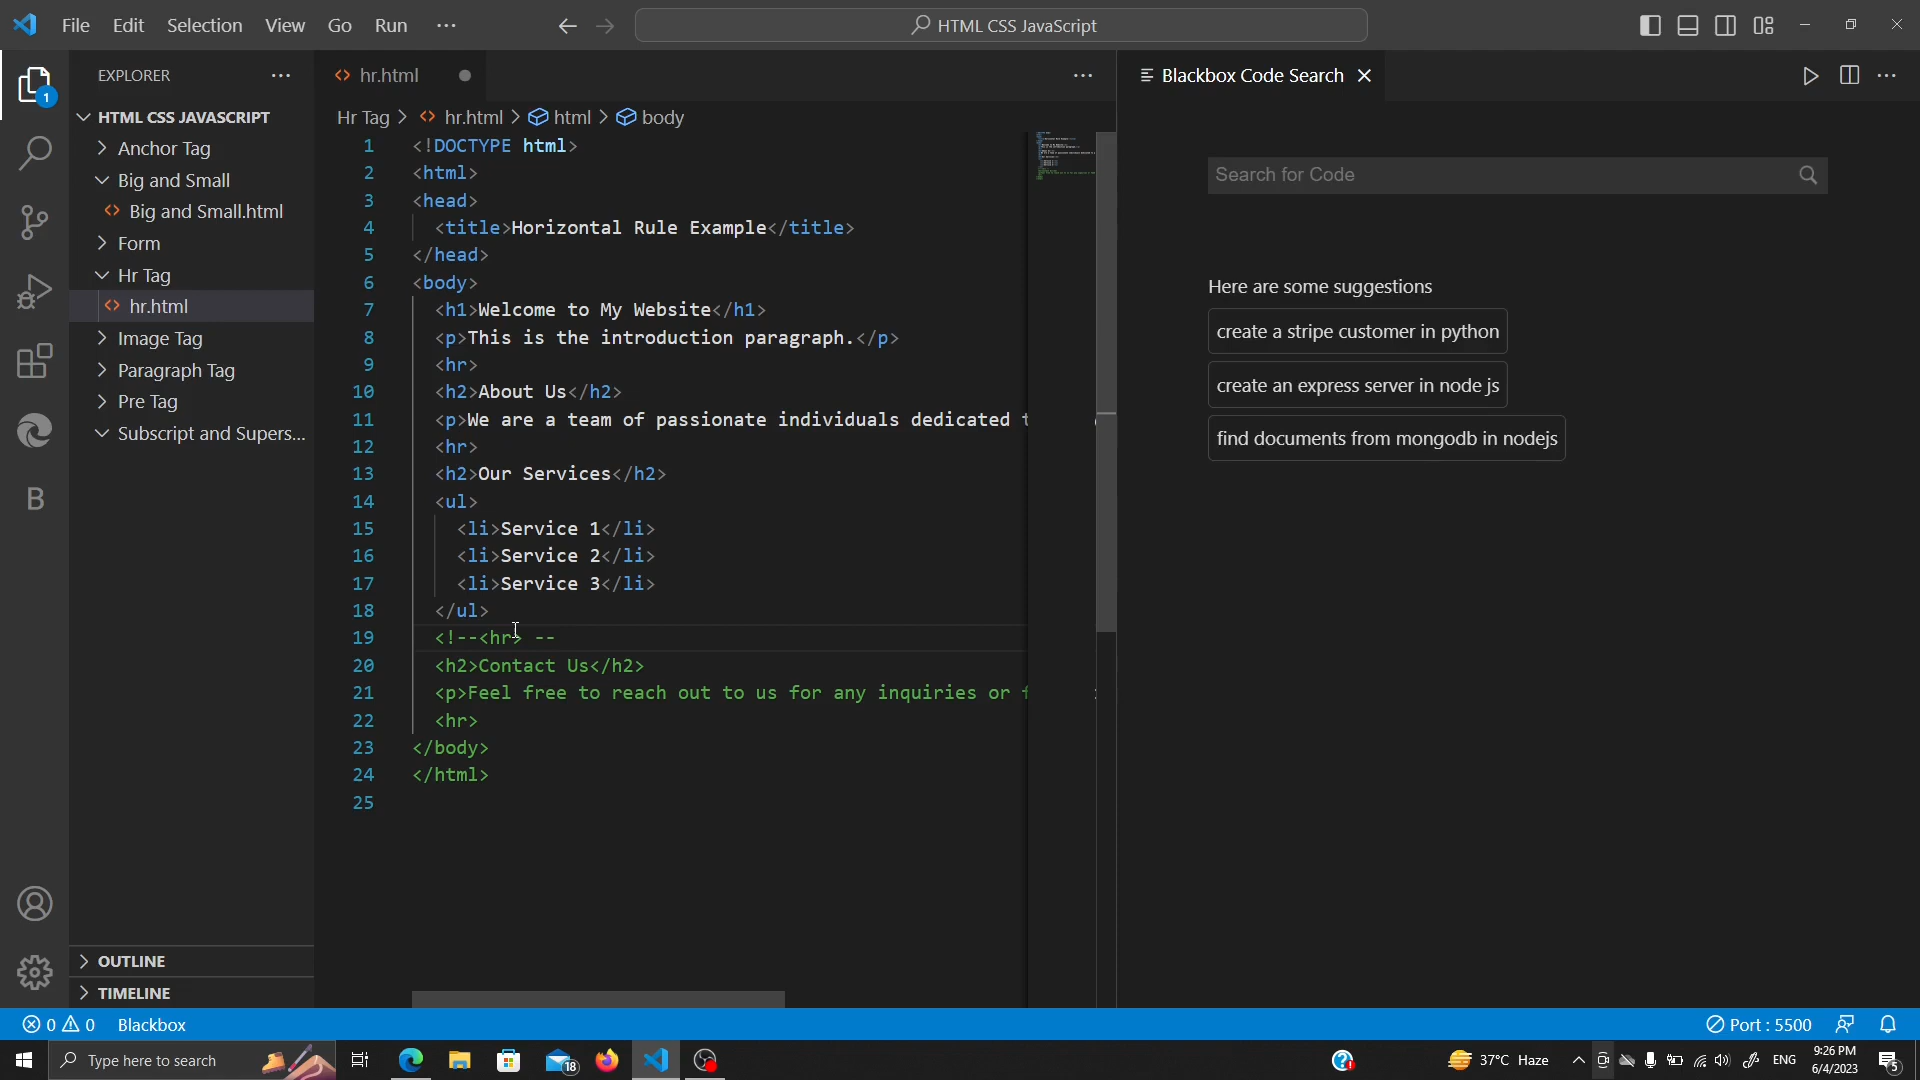 File Edit Selection View Go Run ···
HTML CSS JavaScript
EXPLORER ···
1
HTML CSS JAVASCRIPT
Anchor Tag
Big and Small
Big and Small.html
Form
Hr Tag
hr.html
Image Tag
Paragraph Tag
Pre Tag
Subscript and Supers...
B
OUTLINE
TIMELINE
hr.html ···
Hr Tag > hr.html > html > body
1 <!DOCTYPE html>
2 <html>
3 <head>
4 <title>Horizontal Rule Example</title>
5 </head>
6 <body>
7 <h1>Welcome to My Website</h1>
8 <p>This is the introduction paragraph.</p>
9 <hr>
10 <h2>About Us</h2>
11 <p>We are a team of passionate individuals dedicated
12 <hr>
13 <h2>Our Services</h2>
14 <ul>
15 <li>Service 1</li>
16 <li>Service 2</li>
17 <li>Service 3</li>
18 </ul>
19 <!--<hr> --
20 <h2>Contact Us</h2>
21 <p>Feel free to reach out to us for any inquiries or
22 <hr>
23 </body>
24 </html>
25
Blackbox Code Search ···
Search for Code
Here are some suggestions
create a stripe customer in python
create an express server in node js
find documents from mongodb in nodejs
0 0 Blackbox
Port : 5500
Type here to search
18
37°C Haze
ENG
9:26 PM
6/4/2023
5